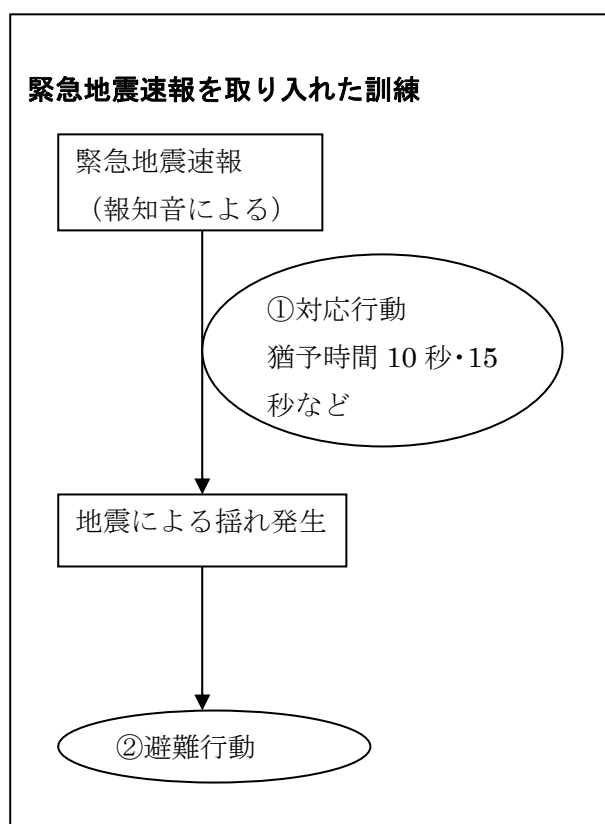 緊急地震速報を取り入れた訓練
緊急地震速報
（報知音による）
①対応行動
猶予時間 10 秒・15
秒など
地震による揺れ発生
②避難行動